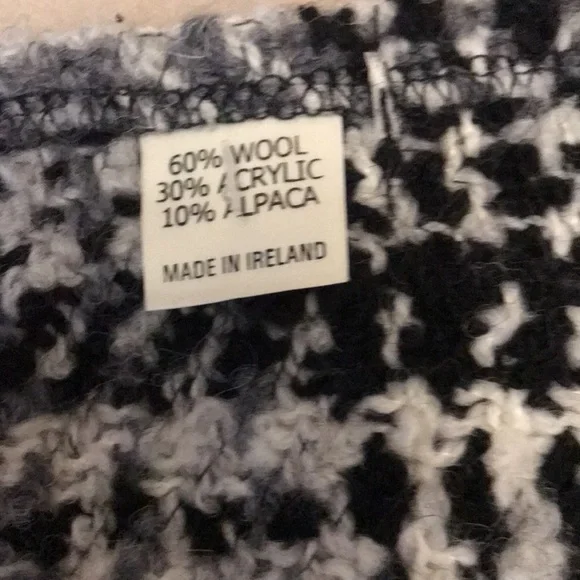 60% WOOL
30% ACRYLIC
10% ALPACA
MADE IN IRELAND